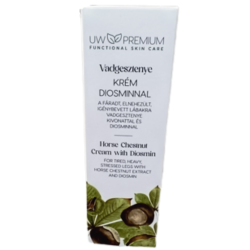 UW PREMIUM
FUNCTIONAL SKIN CARE
Vadgesztenye
KRÉM
DIOSMINNAL
A FÁRADT, ELNEHEZÜLT,
IGÉNYBEVETT LÁBAKRA
VADGESZTENYE
KIVONATTAL ÉS
DIOSMINNAL
Horse Chestnut
Cream with Diosmin
FOR TIRED, HEAVY,
STRESSED LEGS WITH
HORSE CHESTNUT EXTRACT
AND DIOSMIN